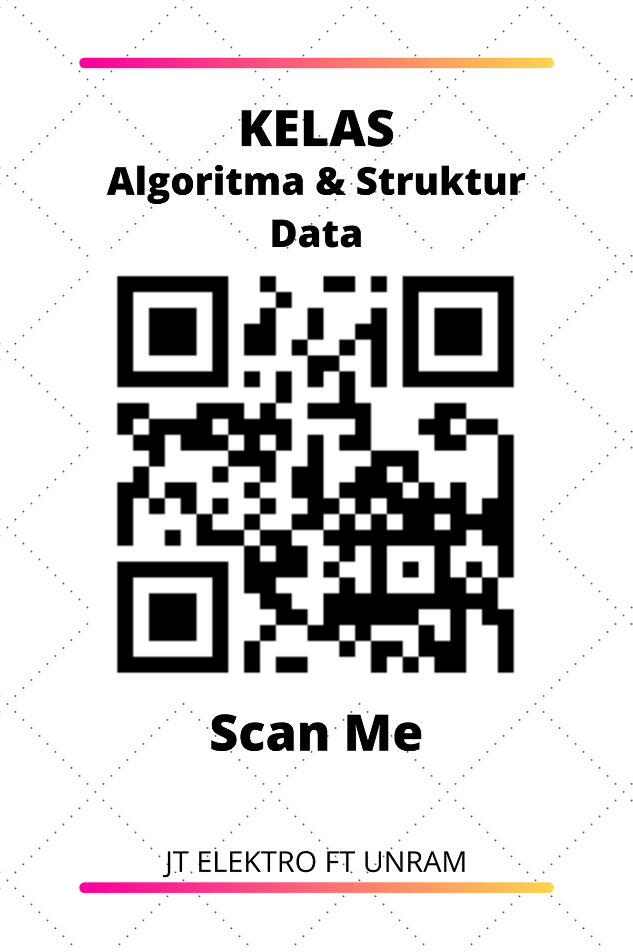 KELAS
Algoritma & Struktur
Data
Scan Me
JT ELEKTRO FT UNRAM